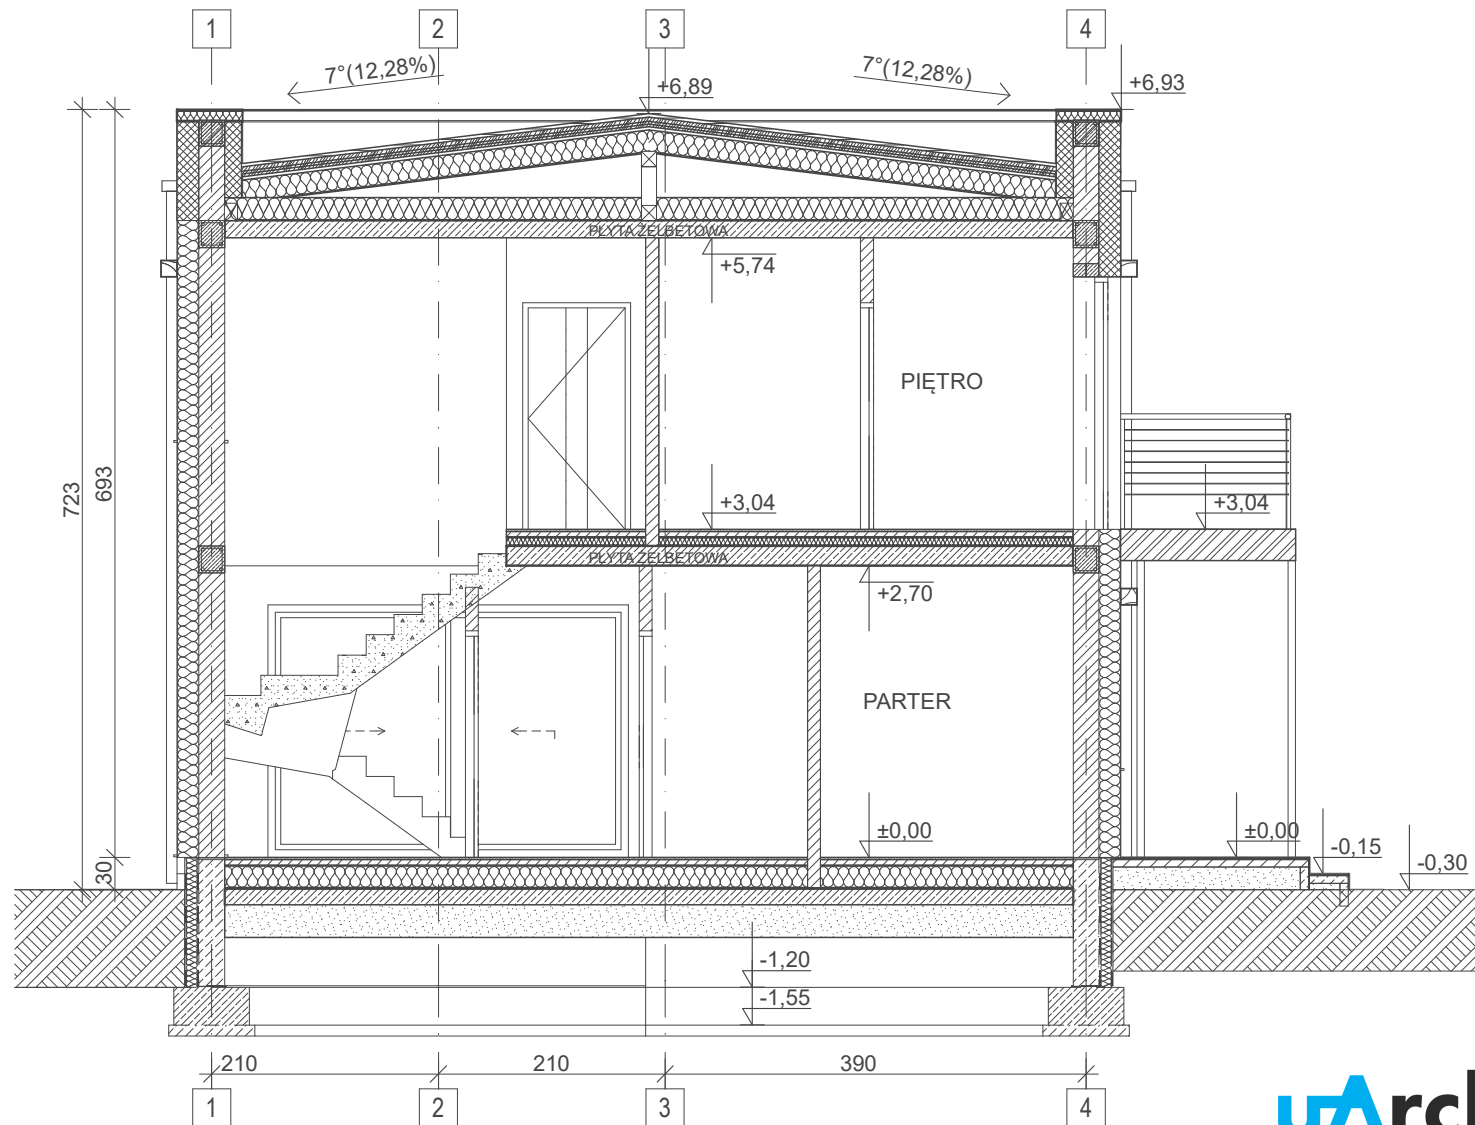 1 2 3 4
7°(12,28%) 7°(12,28%)
+6,89 +6,93
PŁYTA ŻELBETOWA
+5,74
PIĘTRO
723
693
+3,04 +3,04
PŁYTA ŻELBETOWA
+2,70
PARTER
±0,00 ±0,00
-0,15
-0,30
30
-1,20
-1,55
210 210 390
1 2 3 4